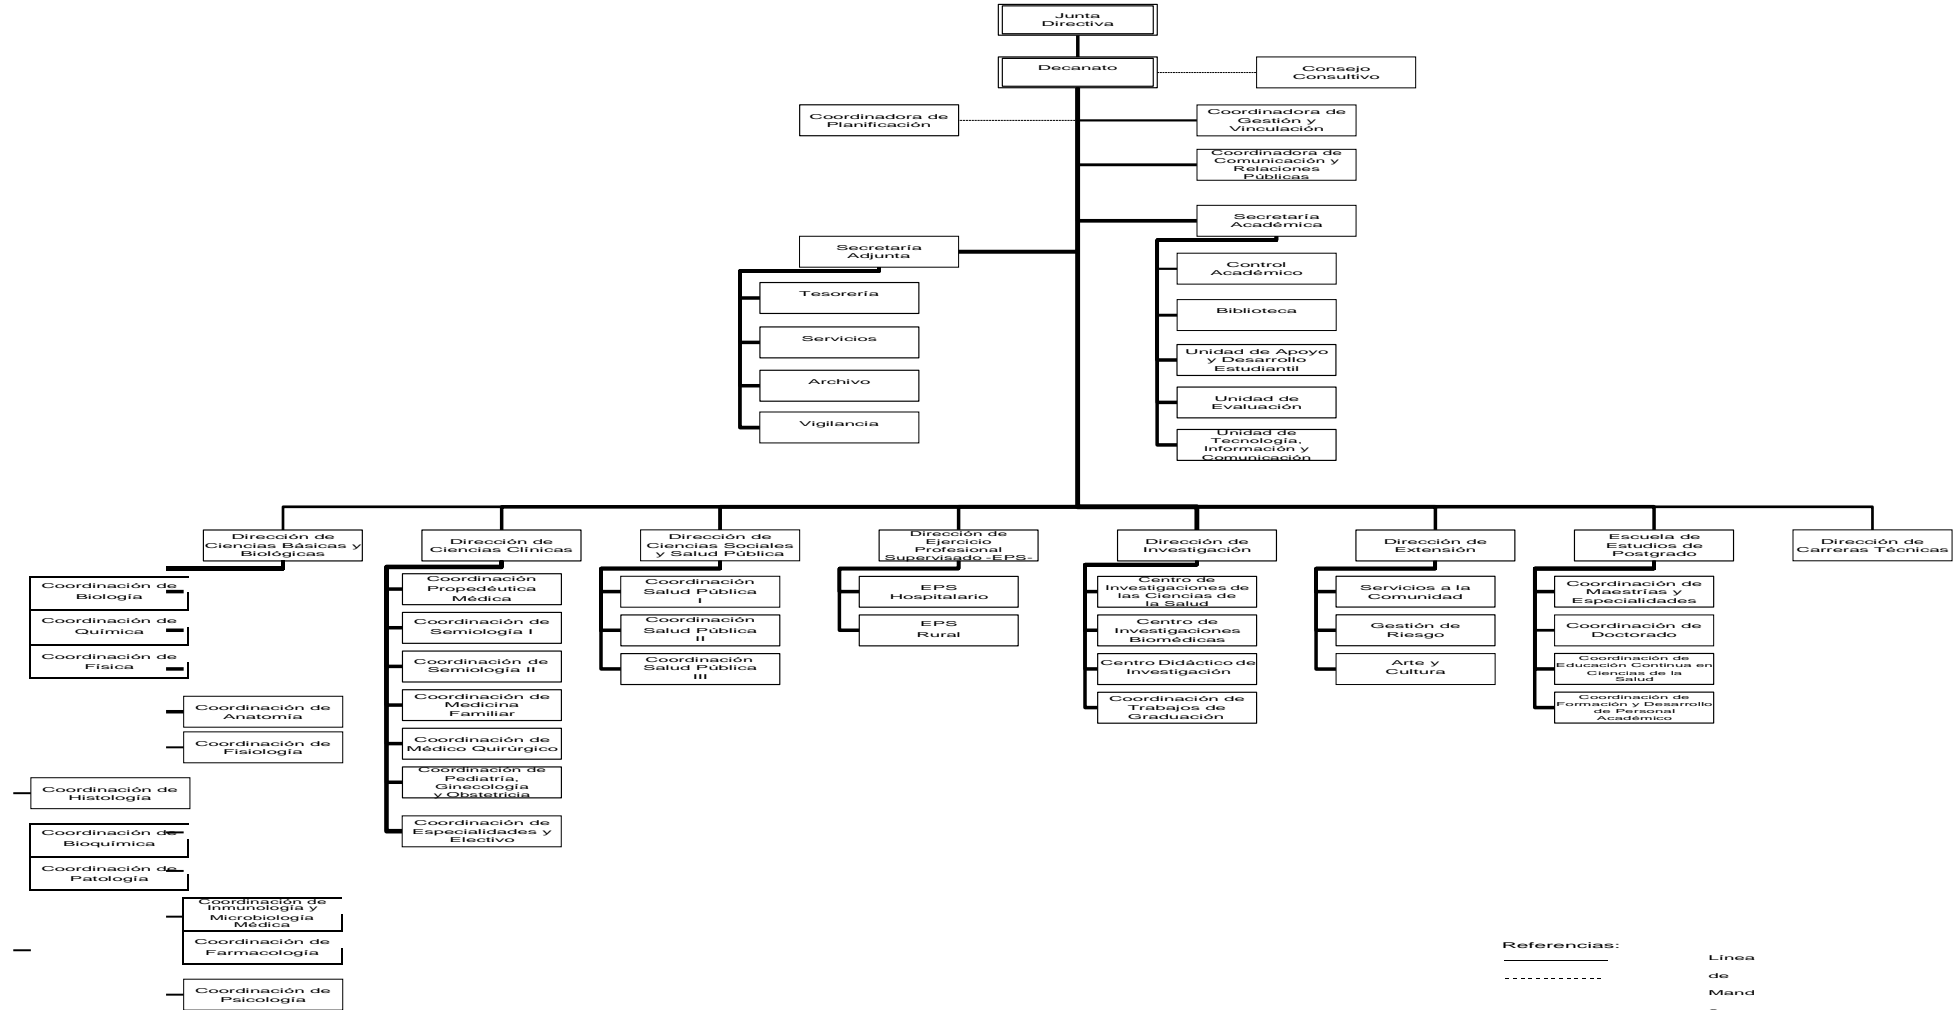 Junta
Directiva
Decanato
Consejo
Consultivo
Coordinadora de
Planificación
Coordinadora de
Gestión y
Vinculación
Coordinadora de
Comunicación y
Relaciones
Públicas
Secretaría
Académica
Secretaría
Adjunta
Control
Académico
Tesorería
Biblioteca
Servicios
Unidad de Apoyo
y Desarrollo
Estudiantil
Archivo
Unidad de
Evaluación
Vigilancia
Unidad de
Tecnología,
Información y
Comunicación
Dirección de
Ciencias Básicas y
Biológicas
Dirección de
Ciencias Clínicas
Dirección de
Ciencias Sociales
y Salud Pública
Dirección de
Ejercicio
Profesional
Supervisado -EPS-
Dirección de
Investigación
Dirección de
Extensión
Escuela de
Estudios de
Postgrado
Dirección de
Carreras Técnicas
Coordinación de
Biología
Coordinación de
Química
Coordinación de
Física
Coordinación de
Anatomía
Coordinación de
Fisiología
Coordinación de
Histología
Coordinación de
Bioquímica
Coordinación de
Patología
Coordinación de
Inmunología y
Microbiología
Médica
Coordinación de
Farmacología
Coordinación de
Psicología
Coordinación
Propedéutica
Médica
Coordinación de
Semiología I
Coordinación de
Semiología II
Coordinación de
Medicina
Familiar
Coordinación de
Médico Quirúrgico
Coordinación de
Pediatría,
Ginecología
y Obstetricia
Coordinación de
Especialidades y
Electivo
Coordinación
Salud Pública
I
Coordinación
Salud Pública
II
Coordinación
Salud Pública
III
EPS
Hospitalario
EPS
Rural
Centro de
Investigaciones de
las Ciencias de
la Salud
Centro de
Investigaciones
Biomédicas
Centro Didáctico de
Investigación
Coordinación de
Trabajos de
Graduación
Servicios a la
Comunidad
Gestión de
Riesgo
Arte y
Cultura
Coordinación de
Maestrías y
Especialidades
Coordinación de
Doctorado
Coordinación de
Educación Continua en
Ciencias de la
Salud
Coordinación de
Formación y Desarrollo
de Personal
Académico
Referencias:
Línea
de
Mand